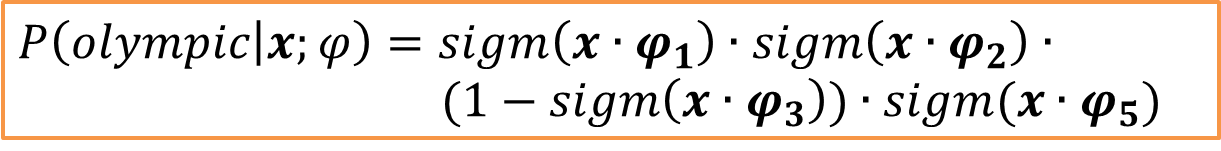 P(olympic|x; φ) = sigm(x · φ₁) · sigm(x · φ₂) ·
(1 − sigm(x · φ₃)) · sigm(x · φ₅)